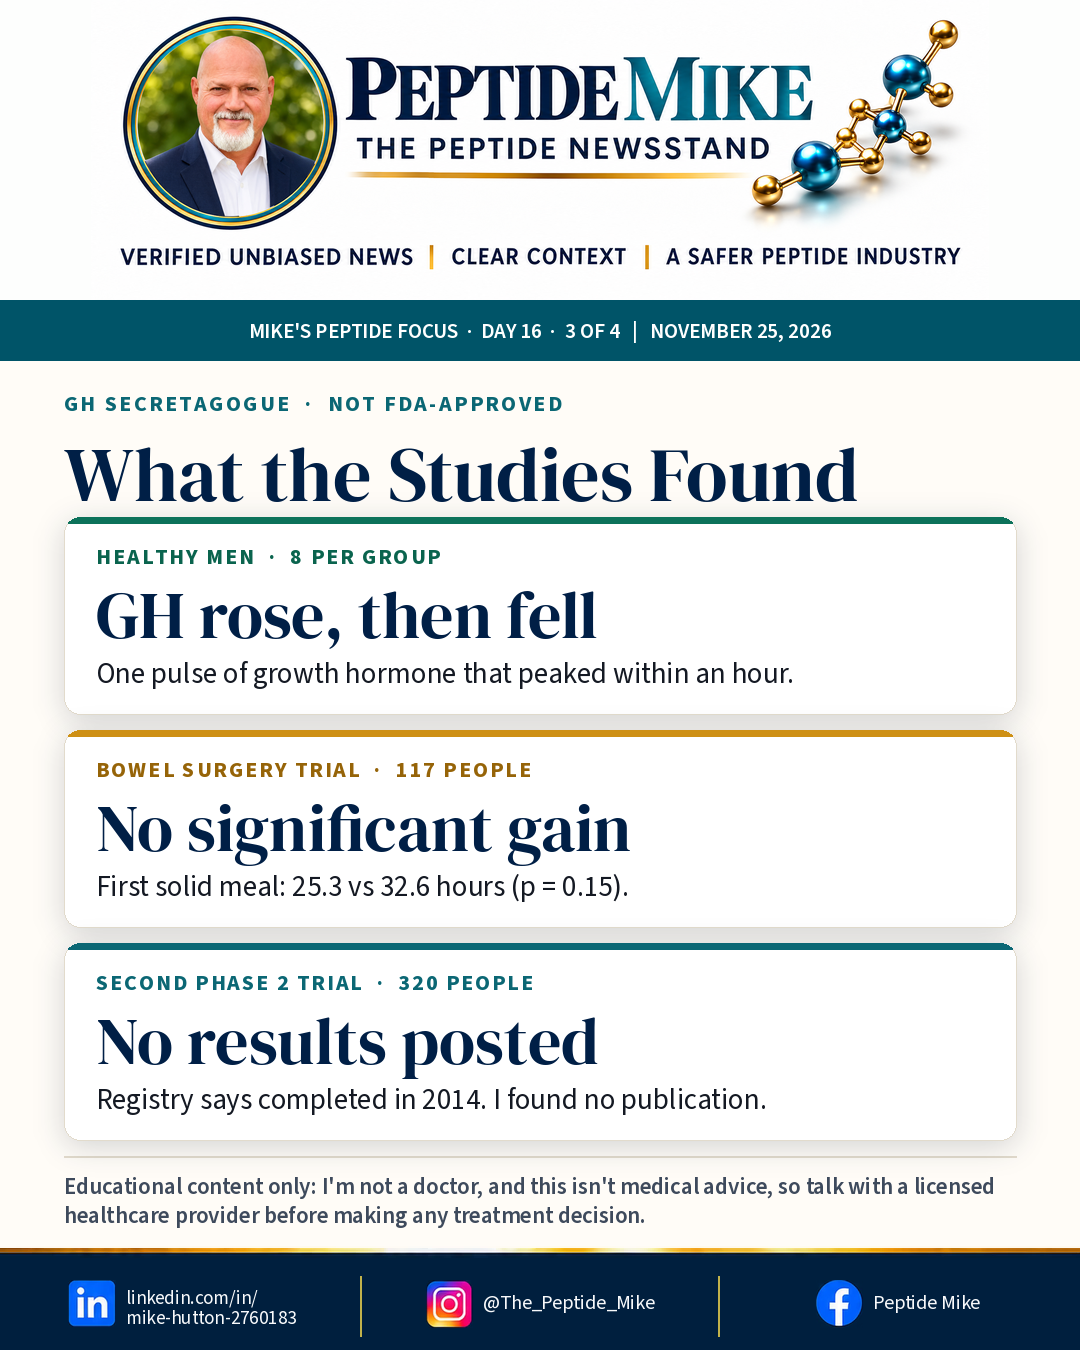 PEPTIDEMIKE
THE PEPTIDE NEWSSTAND
VERIFIED UNBIASED NEWS | CLEAR CONTEXT | A SAFER PEPTIDE INDUSTRY
MIKE'S PEPTIDE FOCUS · DAY 16 · 3 OF 4 | NOVEMBER 25, 2026
GH SECRETAGOGUE · NOT FDA-APPROVED
What the Studies Found
HEALTHY MEN · 8 PER GROUP
GH rose, then fell
One pulse of growth hormone that peaked within an hour.
BOWEL SURGERY TRIAL · 117 PEOPLE
No significant gain
First solid meal: 25.3 vs 32.6 hours (p = 0.15).
SECOND PHASE 2 TRIAL · 320 PEOPLE
No results posted
Registry says completed in 2014. I found no publication.
Educational content only: I'm not a doctor, and this isn't medical advice, so talk with a licensed
healthcare provider before making any treatment decision.
linkedin.com/in/
mike-hutton-2760183
@The_Peptide_Mike
Peptide Mike